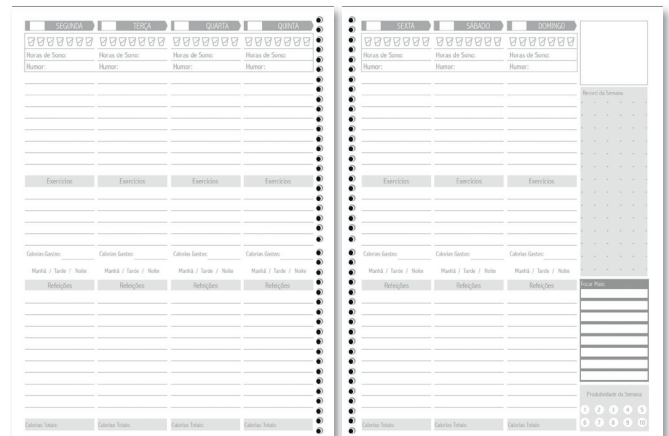 SEGUNDA TERÇA QUARTA QUINTA
Horas de Sono: Horas de Sono: Horas de Sono: Horas de Sono:
Humor: Humor: Humor: Humor:
Exercícios Exercícios Exercícios Exercícios
Calorias Gastas: Calorias Gastas: Calorias Gastas: Calorias Gastas:
Manhã / Tarde / Noite Manhã / Tarde / Noite Manhã / Tarde / Noite Manhã / Tarde / Noite
Refeições Refeições Refeições Refeições
Calorias Totais: Calorias Totais: Calorias Totais: Calorias Totais:
SEXTA SÁBADO DOMINGO
Horas de Sono: Horas de Sono: Horas de Sono:
Humor: Humor: Humor:
Exercícios Exercícios Exercícios
Calorias Gastas: Calorias Gastas: Calorias Gastas:
Manhã / Tarde / Noite Manhã / Tarde / Noite Manhã / Tarde / Noite
Refeições Refeições Refeições
Calorias Totais: Calorias Totais: Calorias Totais:
Record da Semana
Focar Mais
Produtividade da Semana
1 2 3 4 5
6 7 8 9 10